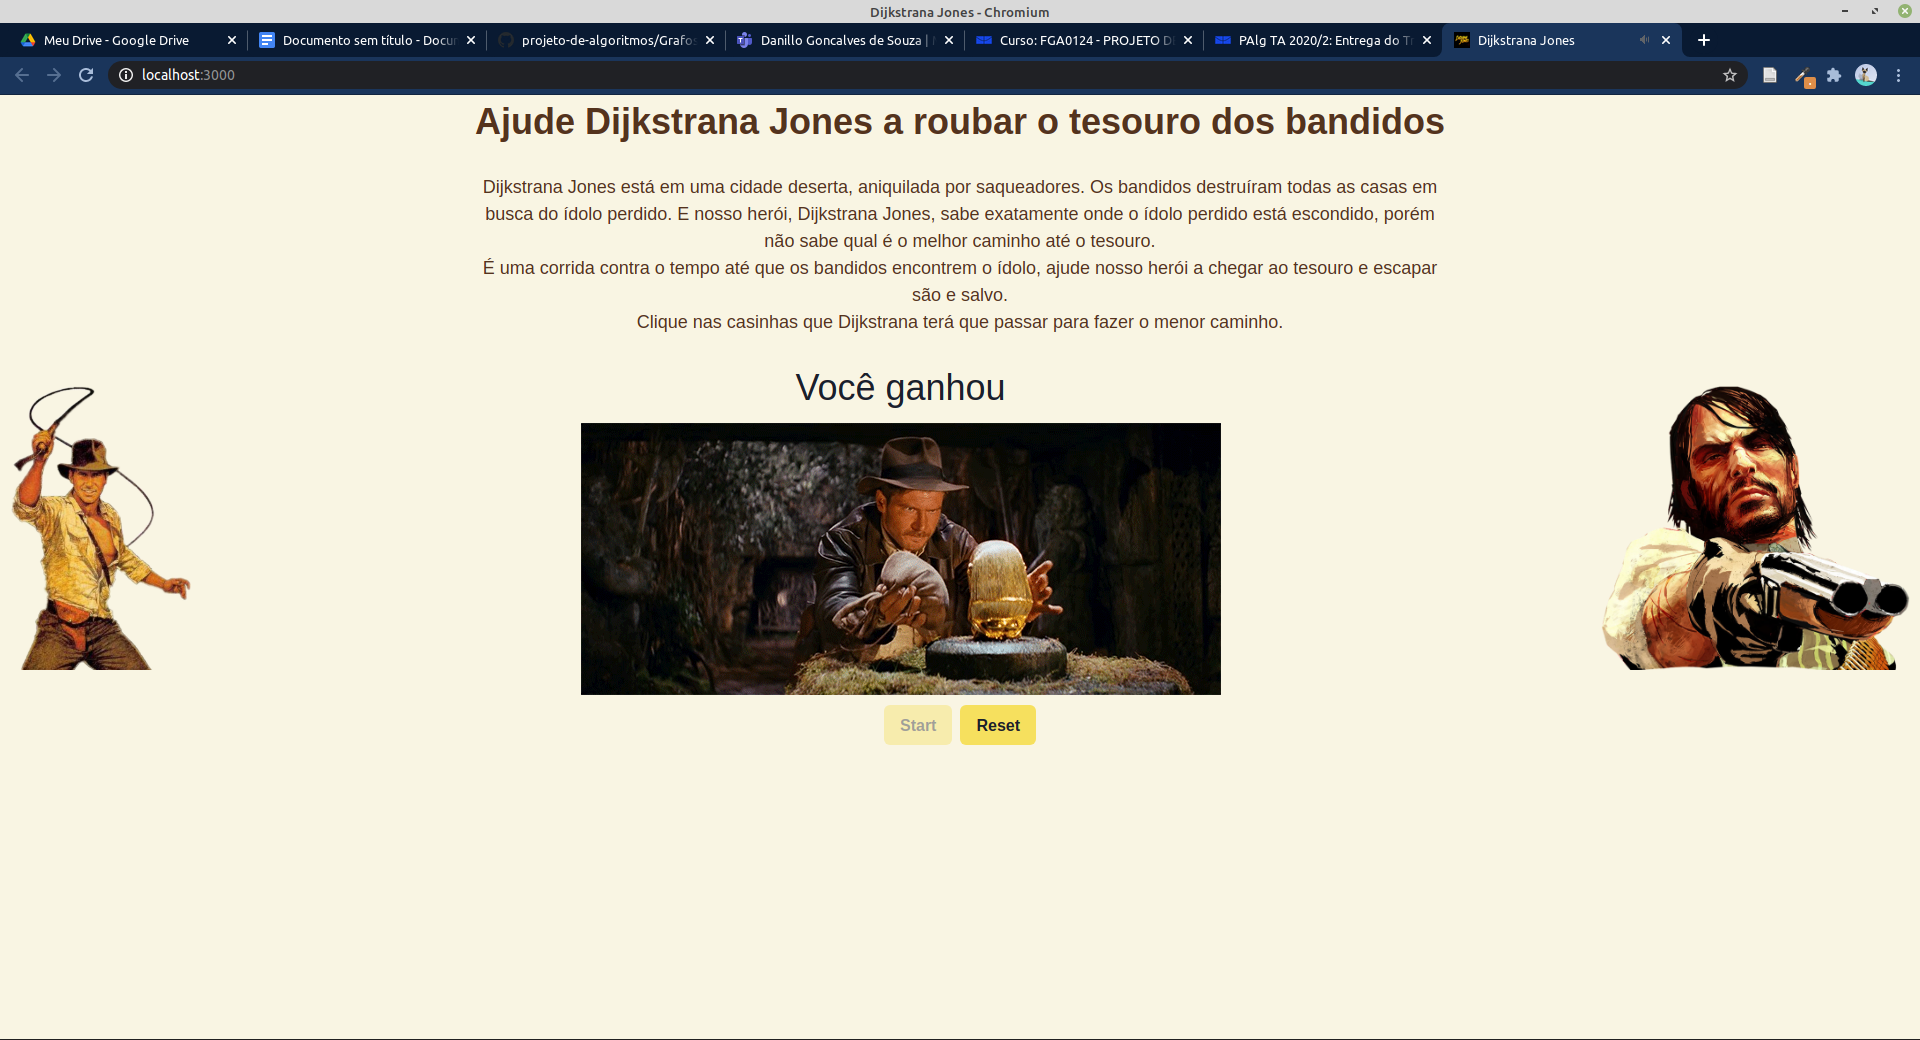 Dijkstrana Jones - Chromium
Meu Drive - Google Drive
Documento sem título - Docu
projeto-de-algoritmos/Grafos
Danillo Goncalves de Souza |
Curso: FGA0124 - PROJETO D
PAlg TA 2020/2: Entrega do T
Dijkstrana Jones
localhost:3000
Ajude Dijkstrana Jones a roubar o tesouro dos bandidos
Dijkstrana Jones está em uma cidade deserta, aniquilada por saqueadores. Os bandidos destruíram todas as casas em
busca do ídolo perdido. E nosso herói, Dijkstrana Jones, sabe exatamente onde o ídolo perdido está escondido, porém
não sabe qual é o melhor caminho até o tesouro.
É uma corrida contra o tempo até que os bandidos encontrem o ídolo, ajude nosso herói a chegar ao tesouro e escapar
são e salvo.
Clique nas casinhas que Dijkstrana terá que passar para fazer o menor caminho.
Você ganhou
Start
Reset